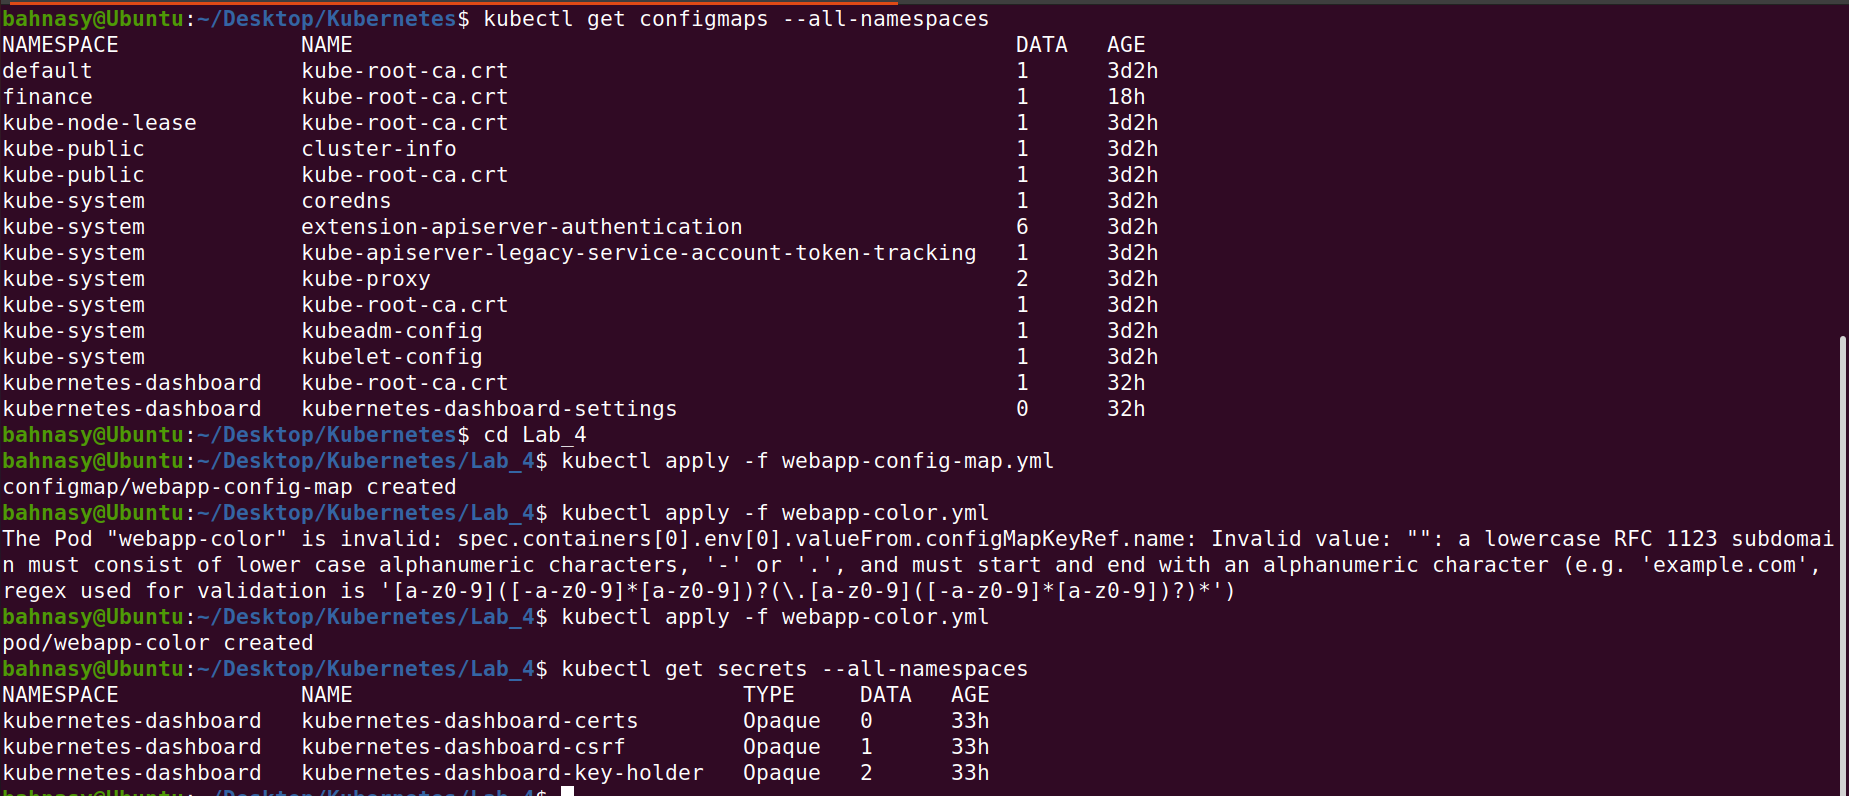 bahnasy@Ubuntu:~/Desktop/Kubernetes$ kubectl get configmaps --all-namespaces
NAMESPACE              NAME                                                   DATA   AGE
default                kube-root-ca.crt                                       1      3d2h
finance                kube-root-ca.crt                                       1      18h
kube-node-lease        kube-root-ca.crt                                       1      3d2h
kube-public            cluster-info                                           1      3d2h
kube-public            kube-root-ca.crt                                       1      3d2h
kube-system            coredns                                                1      3d2h
kube-system            extension-apiserver-authentication                     6      3d2h
kube-system            kube-apiserver-legacy-service-account-token-tracking   1      3d2h
kube-system            kube-proxy                                             2      3d2h
kube-system            kube-root-ca.crt                                       1      3d2h
kube-system            kubeadm-config                                         1      3d2h
kube-system            kubelet-config                                         1      3d2h
kubernetes-dashboard   kube-root-ca.crt                                       1      32h
kubernetes-dashboard   kubernetes-dashboard-settings                          0      32h
bahnasy@Ubuntu:~/Desktop/Kubernetes$ cd Lab_4
bahnasy@Ubuntu:~/Desktop/Kubernetes/Lab_4$ kubectl apply -f webapp-config-map.yml
configmap/webapp-config-map created
bahnasy@Ubuntu:~/Desktop/Kubernetes/Lab_4$ kubectl apply -f webapp-color.yml
The Pod "webapp-color" is invalid: spec.containers[0].env[0].valueFrom.configMapKeyRef.name: Invalid value: "": a lowercase RFC 1123 subdomai
n must consist of lower case alphanumeric characters, '-' or '.', and must start and end with an alphanumeric character (e.g. 'example.com',
regex used for validation is '[a-z0-9]([-a-z0-9]*[a-z0-9])?(\.[a-z0-9]([-a-z0-9]*[a-z0-9])?)*')
bahnasy@Ubuntu:~/Desktop/Kubernetes/Lab_4$ kubectl apply -f webapp-color.yml
pod/webapp-color created
bahnasy@Ubuntu:~/Desktop/Kubernetes/Lab_4$ kubectl get secrets --all-namespaces
NAMESPACE              NAME                              TYPE     DATA   AGE
kubernetes-dashboard   kubernetes-dashboard-certs        Opaque   0      33h
kubernetes-dashboard   kubernetes-dashboard-csrf         Opaque   1      33h
kubernetes-dashboard   kubernetes-dashboard-key-holder   Opaque   2      33h
bahnasy@Ubuntu:~/Desktop/Kubernetes/Lab_4$